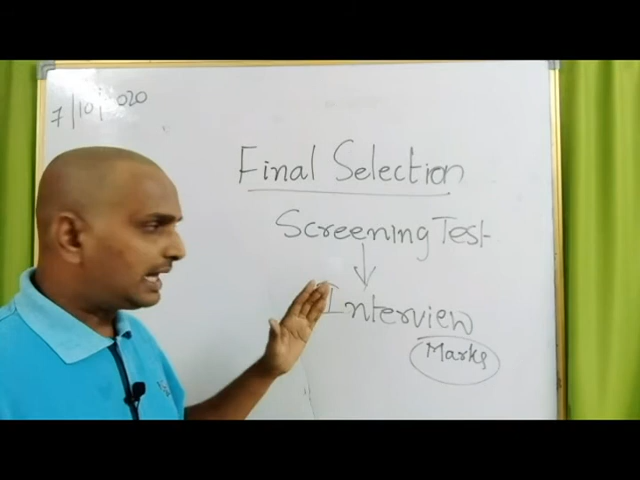 7/10/2020
Final Selection
Screening Test
Interview
Marks